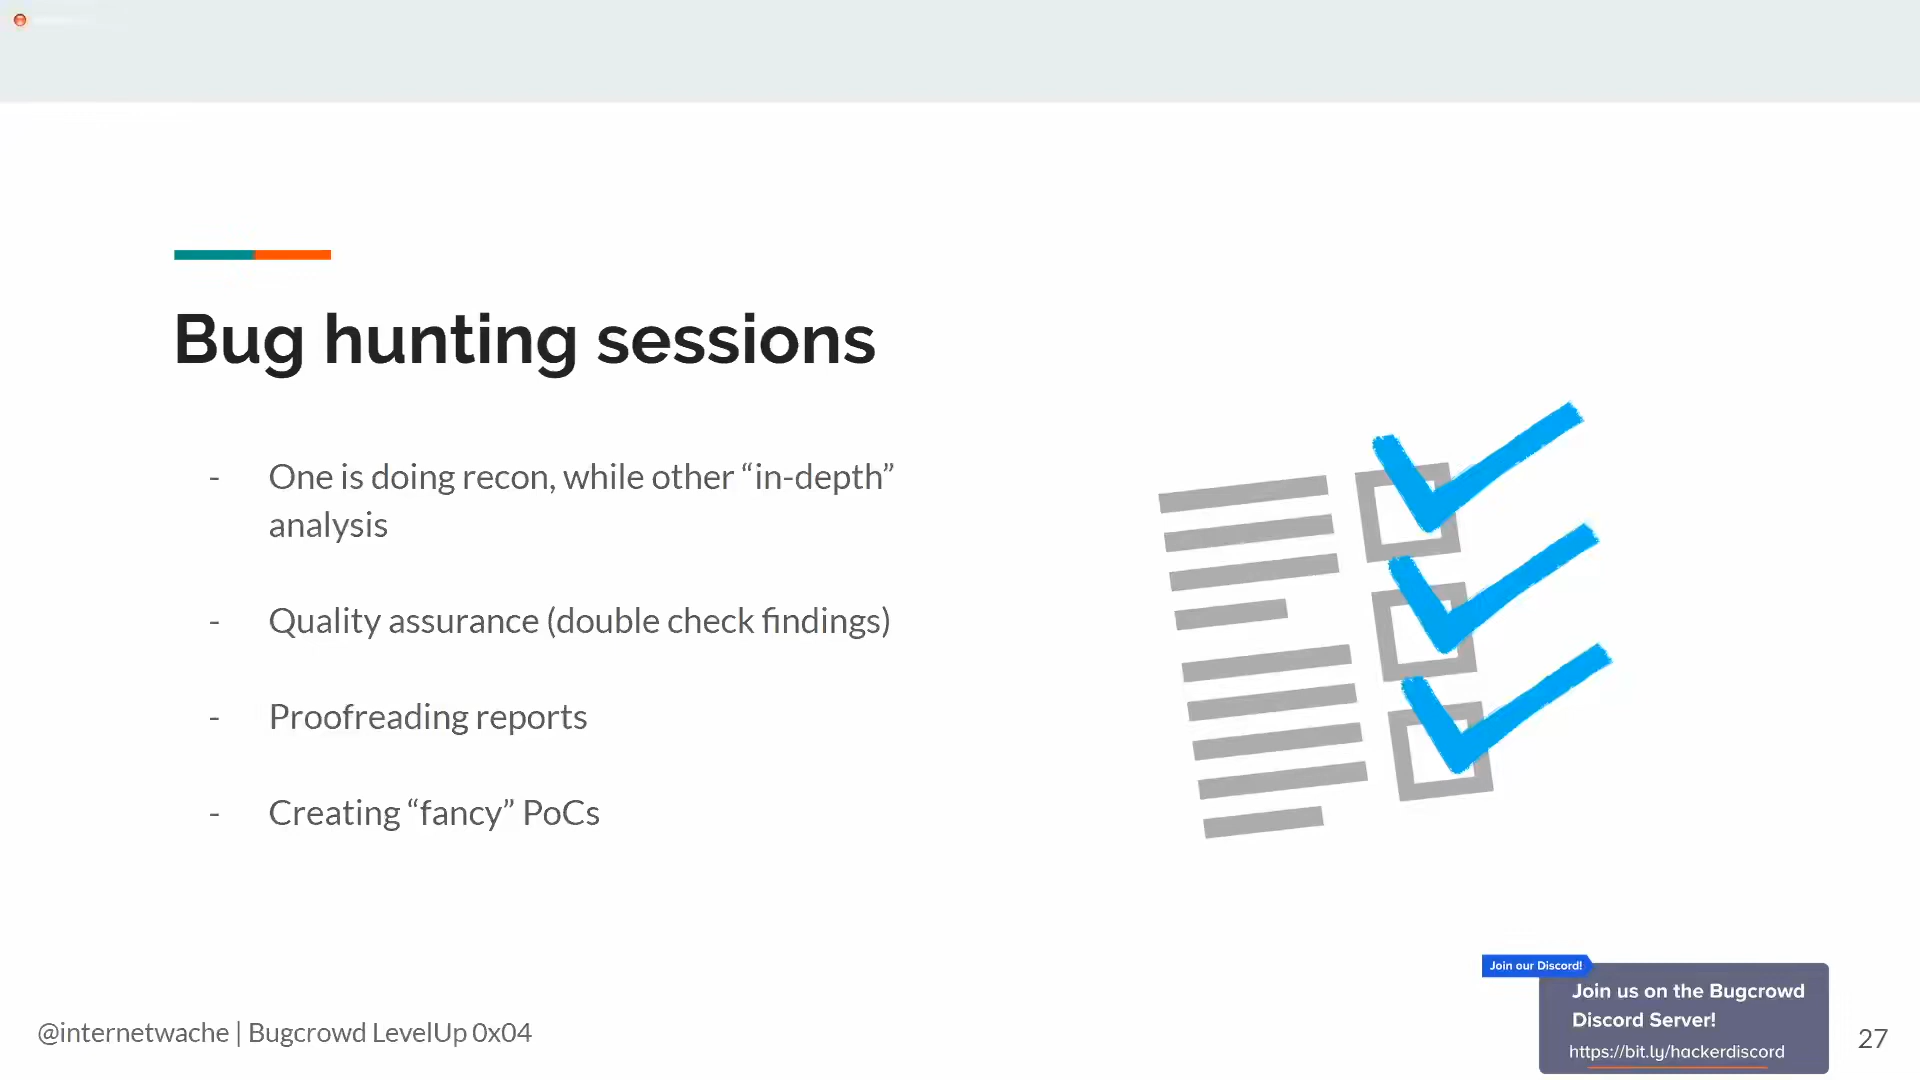 Bug hunting sessions
- One is doing recon, while other “in-depth”
analysis
- Quality assurance (double check findings)
- Proofreading reports
- Creating “fancy” PoCs
Join our Discord!
Join us on the Bugcrowd
Discord Server!
https://bit.ly/hackerdiscord
@internetwache | Bugcrowd LevelUp 0x04
27